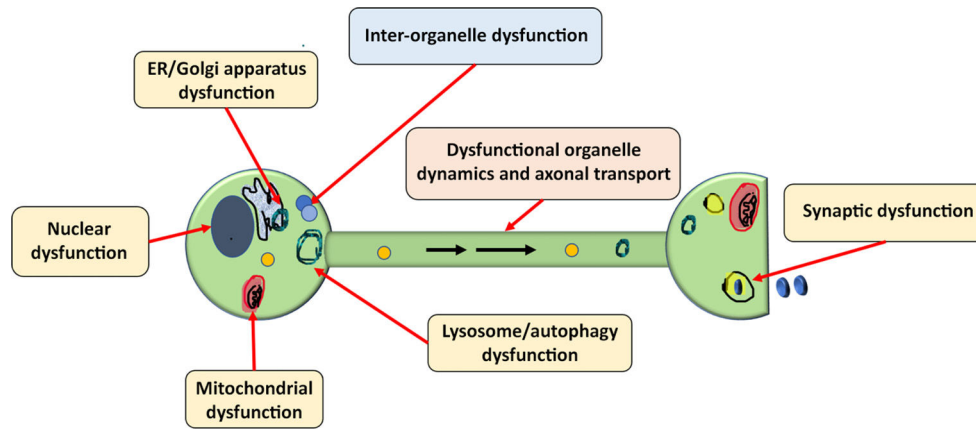 Inter-organelle dysfunction
ER/Golgi apparatus
dysfunction
Dysfunctional organelle
dynamics and axonal transport
Synaptic dysfunction
Nuclear
dysfunction
Lysosome/autophagy
dysfunction
Mitochondrial
dysfunction